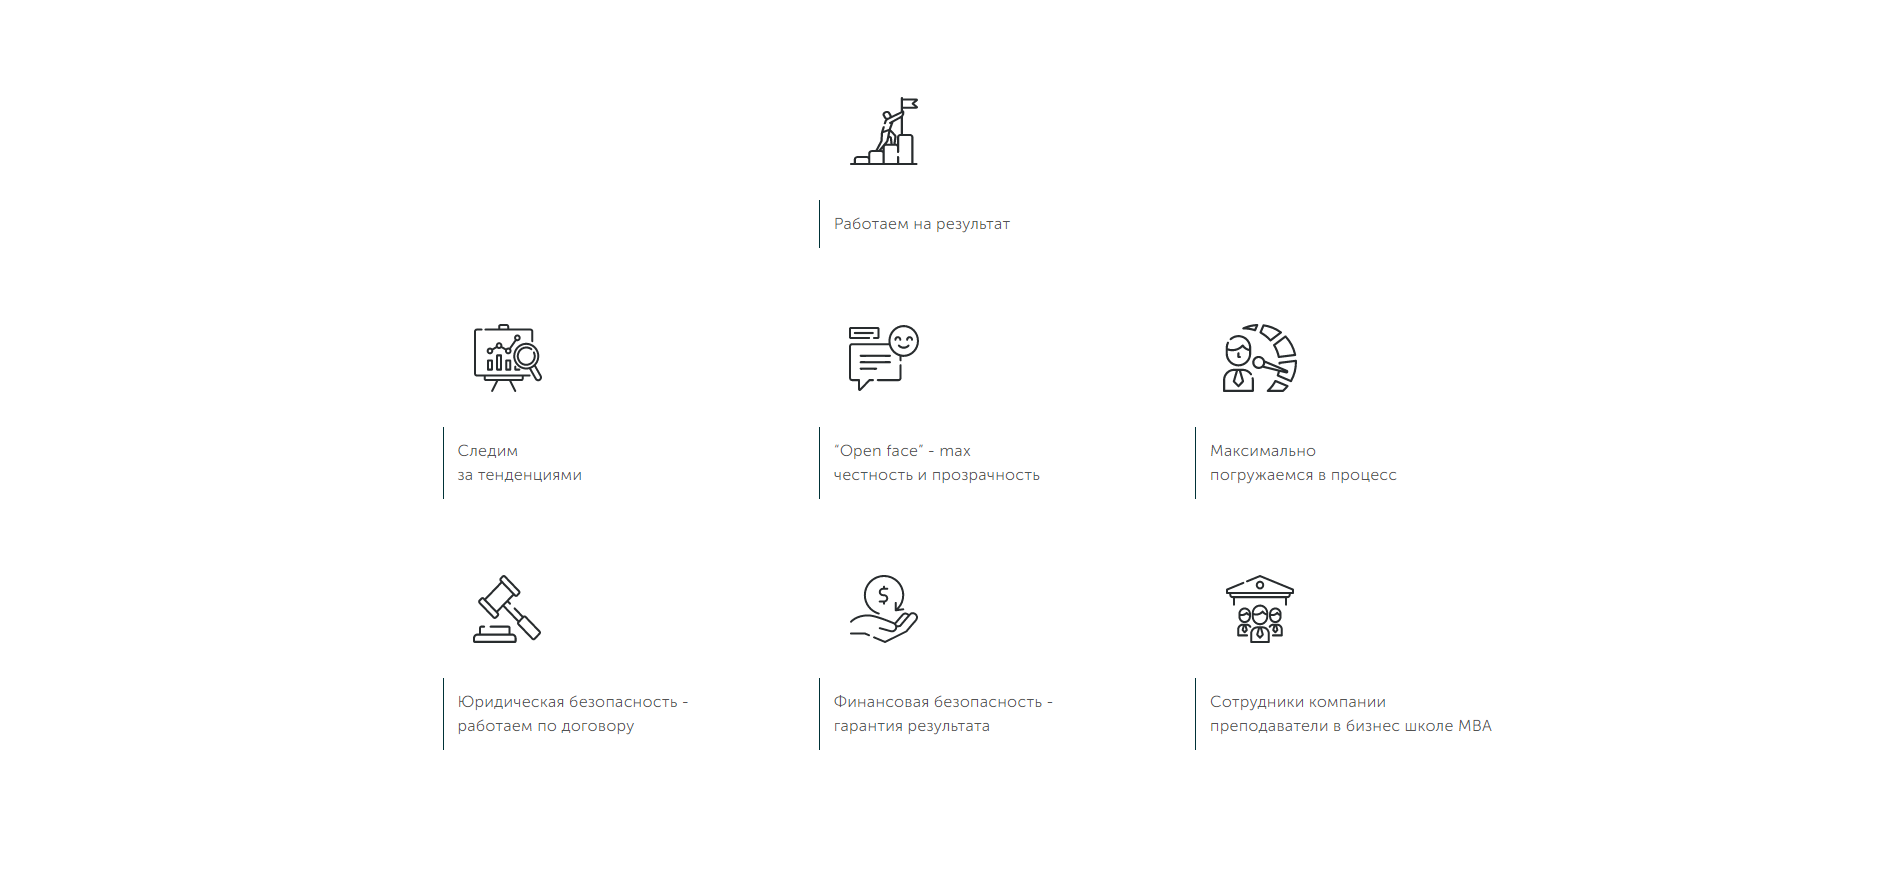 Работаем на результат
Следим
за тенденциями
“Open face” - max
честность и прозрачность
Максимально
погружаемся в процесс
Юридическая безопасность -
работаем по договору
Финансовая безопасность -
гарантия результата
Сотрудники компании
преподаватели в бизнес школе MBA